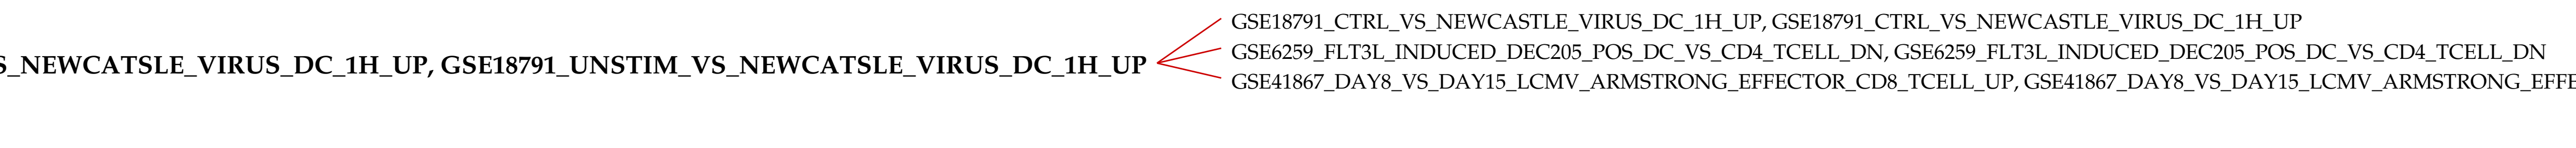 S_NEWCATSLE_VIRUS_DC_1H_UP, GSE18791_UNSTIM_VS_NEWCATSLE_VIRUS_DC_1H_UP
GSE18791_CTRL_VS_NEWCASTLE_VIRUS_DC_1H_UP, GSE18791_CTRL_VS_NEWCASTLE_VIRUS_DC_1H_UP
GSE6259_FLT3L_INDUCED_DEC205_POS_DC_VS_CD4_TCELL_DN, GSE6259_FLT3L_INDUCED_DEC205_POS_DC_VS_CD4_TCELL_DN
GSE41867_DAY8_VS_DAY15_LCMV_ARMSTRONG_EFFECTOR_CD8_TCELL_UP, GSE41867_DAY8_VS_DAY15_LCMV_ARMSTRONG_EFFE